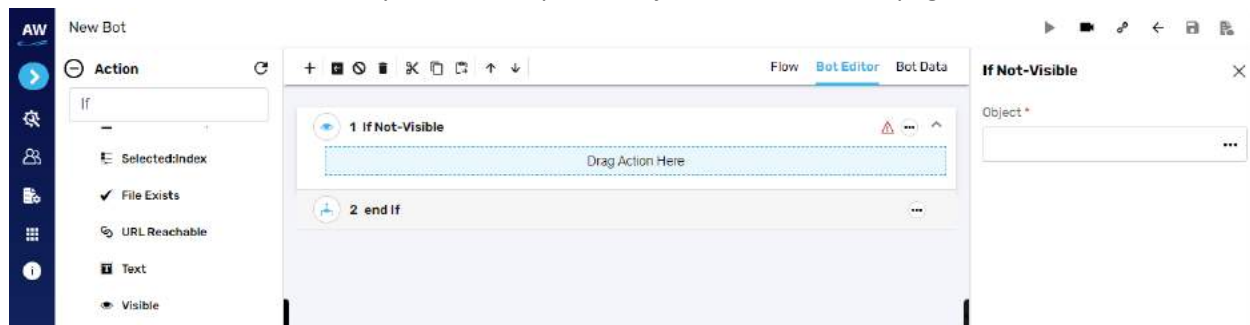 AW New Bot
Action
Flow Bot Editor Bot Data
If Not-Visible
If
Object *
1 If Not-Visible
Drag Action Here
Selected:Index
File Exists
2 end If
URL Reachable
Text
Visible